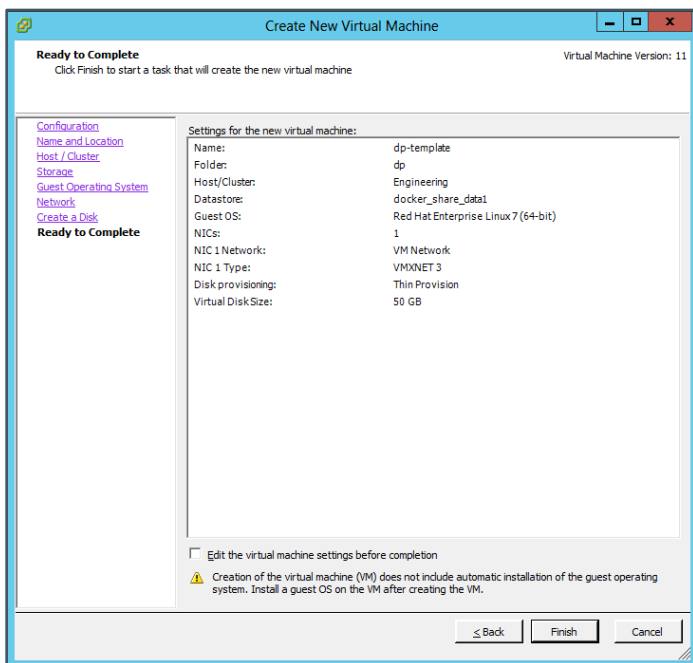 Create New Virtual Machine
Ready to Complete
Click Finish to start a task that will create the new virtual machine
Virtual Machine Version: 11
Configuration
Name and Location
Host / Cluster
Storage
Guest Operating System
Network
Create a Disk
Ready to Complete
Settings for the new virtual machine:
Name: dp-template
Folder: dp
Host/Cluster: Engineering
Datastore: docker_share_data1
Guest OS: Red Hat Enterprise Linux 7 (64-bit)
NICs: 1
NIC 1 Network: VM Network
NIC 1 Type: VMXNET 3
Disk provisioning: Thin Provision
Virtual Disk Size: 50 GB
Edit the virtual machine settings before completion
Creation of the virtual machine (VM) does not include automatic installation of the guest operating
system. Install a guest OS on the VM after creating the VM.
< Back Finish Cancel